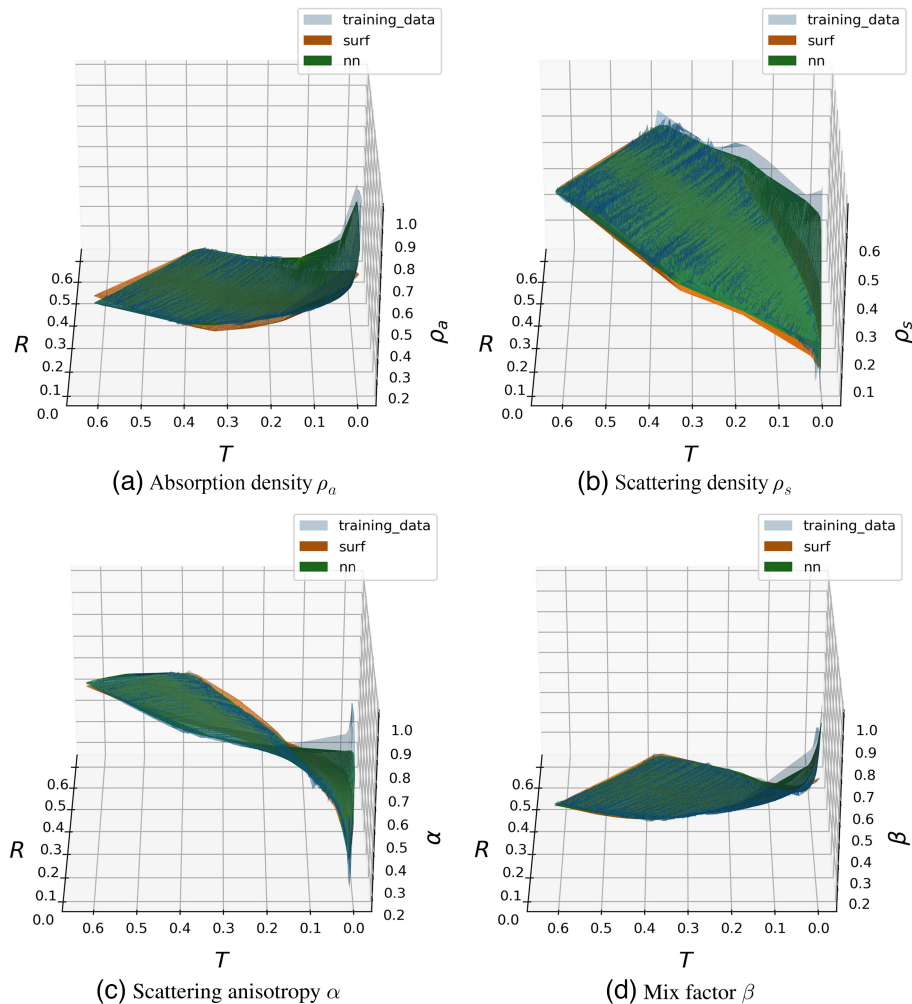 training_data
surf
nn
0.6
0.5
0.4
0.3
0.2
0.1
0.0
R
0.6 0.5 0.4 0.3 0.2 0.1 0.0
T
1.0
0.9
0.8
0.7
0.6
0.5
0.4
0.3
0.2
ρₐ
(a) Absorption density ρₐ
training_data
surf
nn
0.6
0.5
0.4
0.3
0.2
0.1
0.0
R
0.6 0.5 0.4 0.3 0.2 0.1 0.0
T
0.6
0.5
0.4
0.3
0.2
0.1
ρₛ
(b) Scattering density ρₛ
training_data
surf
nn
0.6
0.5
0.4
0.3
0.2
0.1
0.0
R
0.6 0.5 0.4 0.3 0.2 0.1 0.0
T
1.0
0.9
0.8
0.7
0.6
0.5
0.4
0.3
0.2
α
(c) Scattering anisotropy α
training_data
surf
nn
0.6
0.5
0.4
0.3
0.2
0.1
0.0
R
0.6 0.5 0.4 0.3 0.2 0.1 0.0
T
1.0
0.9
0.8
0.7
0.6
0.5
0.4
0.3
0.2
β
(d) Mix factor β